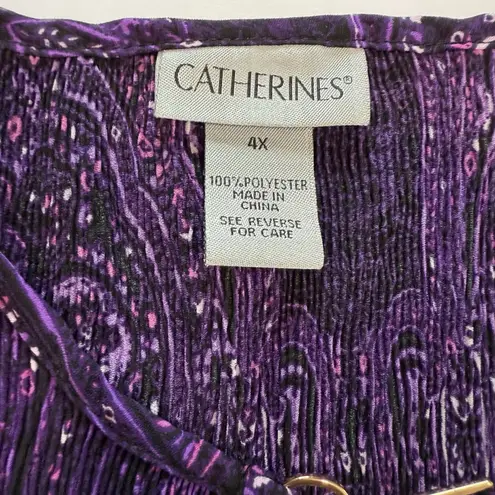 CATHERINES®
4X
100% POLYESTER
MADE IN
CHINA
SEE REVERSE
FOR CARE